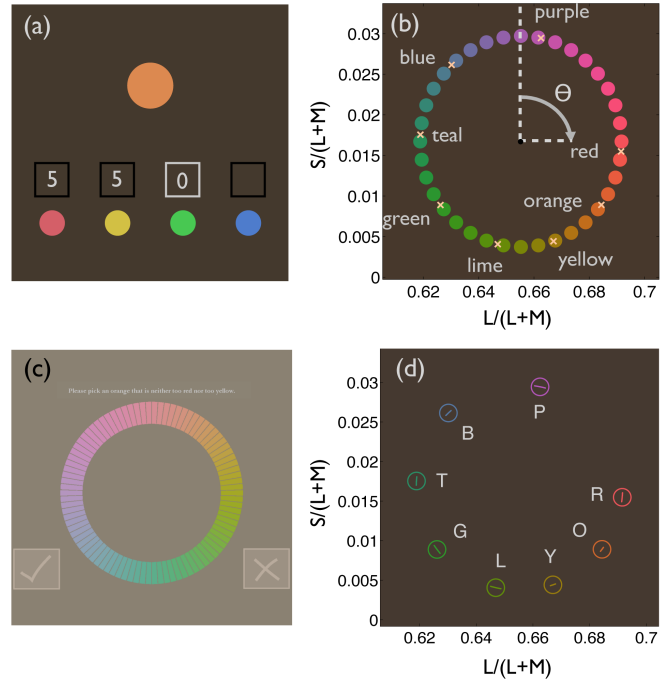 (a)
5 5 0
(b)
purple
blue
Θ
teal
red
orange
green
lime
yellow
S/(L+M)
0.03
0.025
0.02
0.015
0.01
0.005
0
0.62 0.64 0.66 0.68 0.7
L/(L+M)
(c)
Please pick an orange that is neither too red nor too yellow.
(d)
P
B
T
R
G
O
L
Y
S/(L+M)
0.03
0.025
0.02
0.015
0.01
0.005
0
0.62 0.64 0.66 0.68 0.7
L/(L+M)